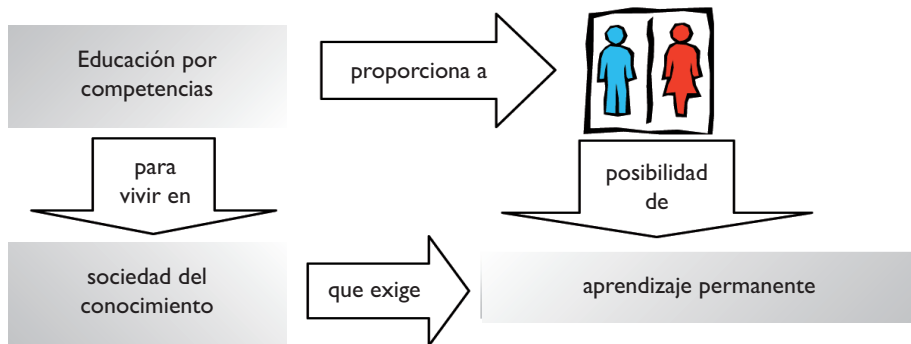 Educación por
competencias
proporciona a
para
vivir en
posibilidad
de
sociedad del
conocimiento
que exige
aprendizaje permanente